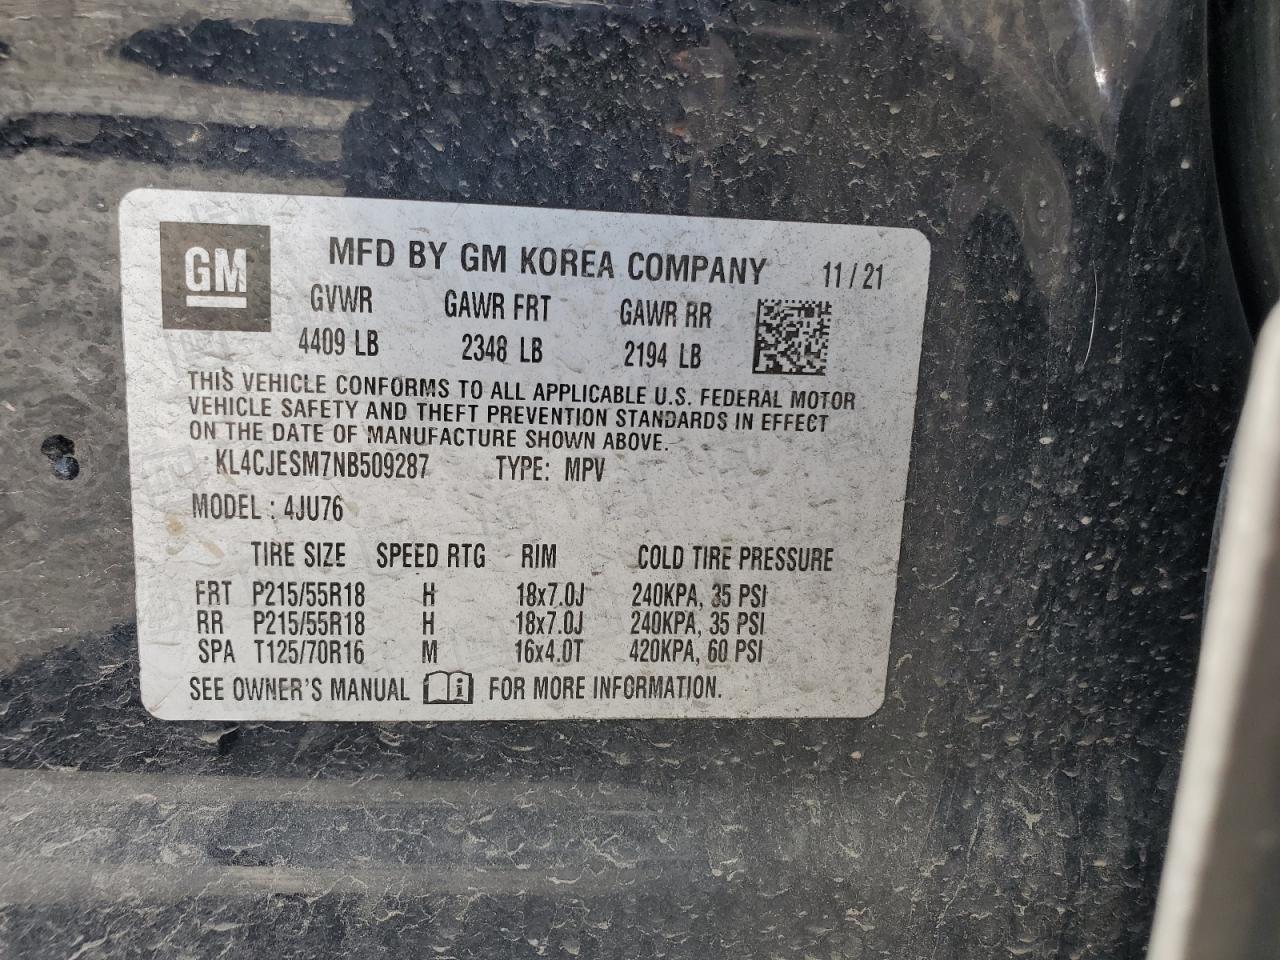 GM MFD BY GM KOREA COMPANY 11/21
GVWR GAWR FRT GAWR RR
4409 LB 2348 LB 2194 LB
THIS VEHICLE CONFORMS TO ALL APPLICABLE U.S. FEDERAL MOTOR
VEHICLE SAFETY AND THEFT PREVENTION STANDARDS IN EFFECT
ON THE DATE OF MANUFACTURE SHOWN ABOVE.
KL4CJESM7NB509287 TYPE: MPV
MODEL : 4JU76
TIRE SIZE SPEED RTG RIM COLD TIRE PRESSURE
FRT P215/55R18 H 18x7.0J 240KPA, 35 PSI
RR P215/55R18 H 18x7.0J 240KPA, 35 PSI
SPA T125/70R16 M 16x4.0T 420KPA, 60 PSI
SEE OWNER'S MANUAL i FOR MORE INFORMATION.